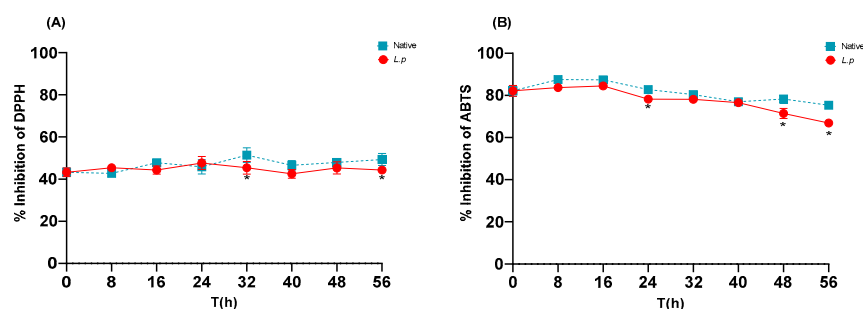 (A)
Native
L.p
% Inhibition of DPPH
100
80
60
40
20
0
*
*
0 8 16 24 32 40 48 56
T(h)
(B)
Native
L.p
% Inhibition of ABTS
100
80
60
40
20
0
*
*
*
0 8 16 24 32 40 48 56
T(h)